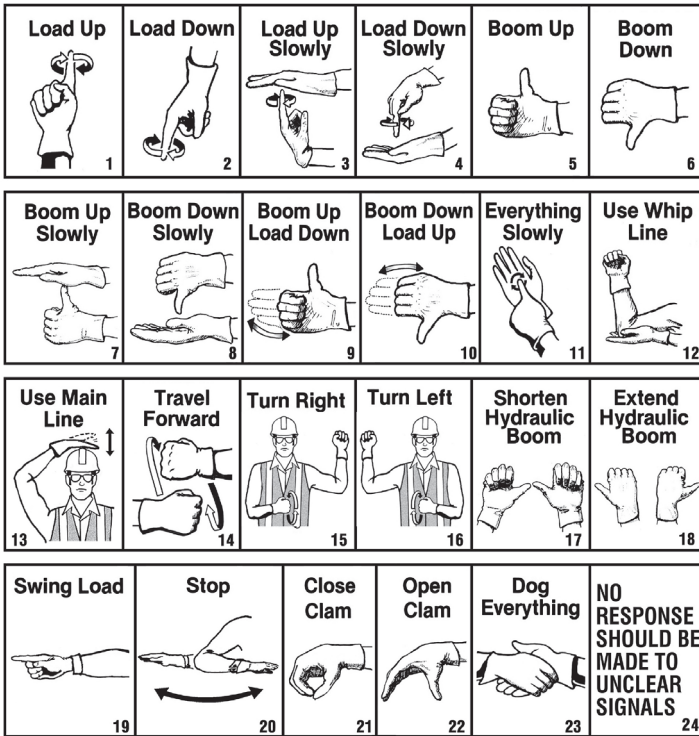 Load Up
1
Load Down
2
Load Up
Slowly
3
Load Down
Slowly
4
Boom Up
5
Boom
Down
6
Boom Up
Slowly
7
Boom Down
Slowly
8
Boom Up
Load Down
9
Boom Down
Load Up
10
Everything
Slowly
11
Use Whip
Line
12
Use Main
Line
13
Travel
Forward
14
Turn Right
15
Turn Left
16
Shorten
Hydraulic
Boom
17
Extend
Hydraulic
Boom
18
Swing Load
19
Stop
20
Close
Clam
21
Open
Clam
22
Dog
Everything
23
NO
RESPONSE
SHOULD BE
MADE TO
UNCLEAR
SIGNALS
24